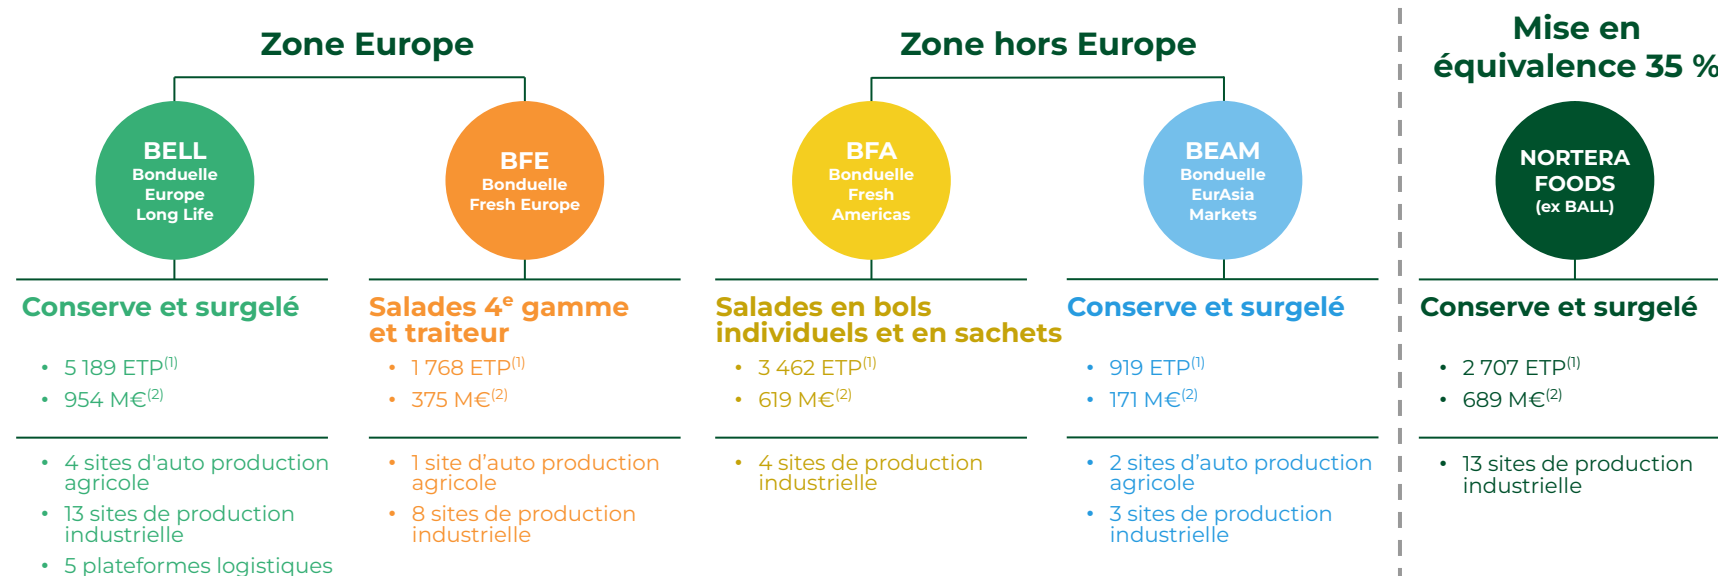 Zone Europe
BELL
Bonduelle
Europe
Long Life
Conserve et surgelé
• 5 189 ETP(1)
• 954 M€(2)
• 4 sites d'auto production
agricole
• 13 sites de production
industrielle
• 5 plateformes logistiques
BFE
Bonduelle
Fresh Europe
Salades 4e gamme
et traiteur
• 1 768 ETP(1)
• 375 M€(2)
• 1 site d’auto production
agricole
• 8 sites de production
industrielle
Zone hors Europe
BFA
Bonduelle
Fresh
Americas
Salades en bols
individuels et en sachets
• 3 462 ETP(1)
• 619 M€(2)
• 4 sites de production
industrielle
BEAM
Bonduelle
EurAsia
Markets
Conserve et surgelé
• 919 ETP(1)
• 171 M€(2)
• 2 sites d’auto production
agricole
• 3 sites de production
industrielle
Mise en
équivalence 35 %
NORTERA
FOODS
(ex BALL)
Conserve et surgelé
• 2 707 ETP(1)
• 689 M€(2)
• 13 sites de production
industrielle